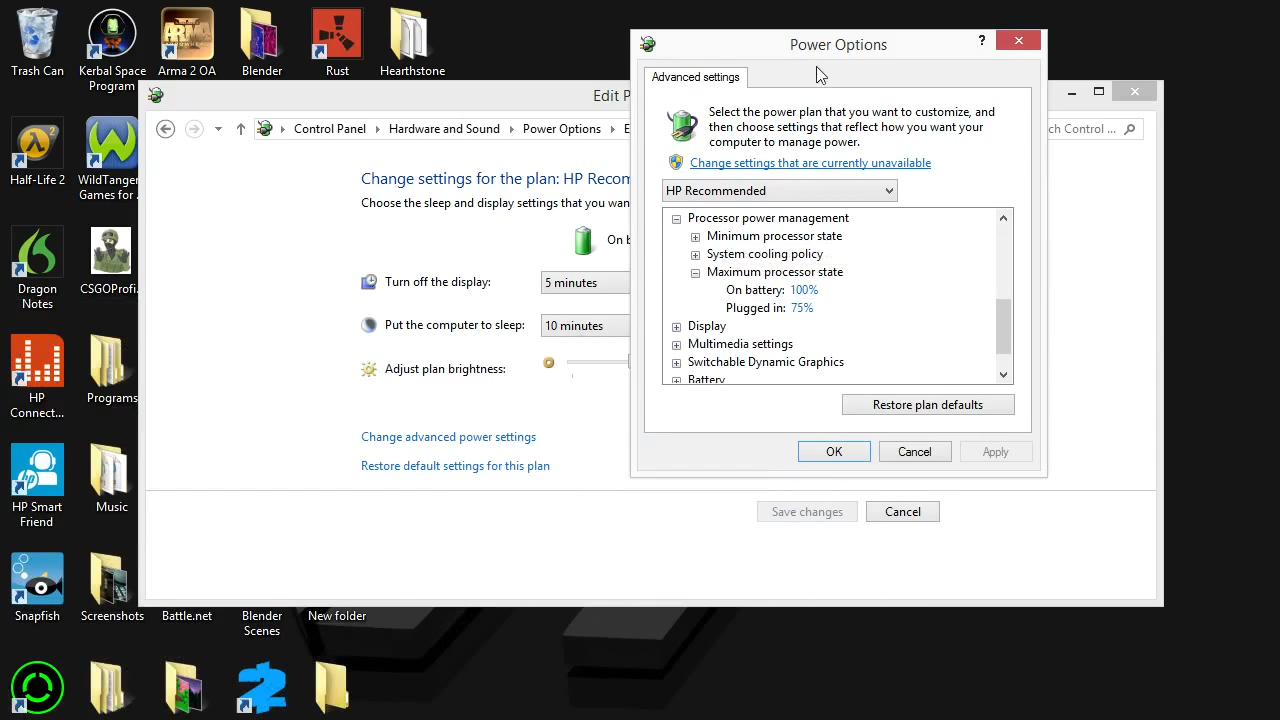 Trash Can
Kerbal Space
Program
Arma 2 OA
Blender
Rust
Hearthstone
Half-Life 2
WildTangent
Games for ...
Dragon
Notes
CSGOProfi...
HP
Connect...
Programs
HP Smart
Friend
Music
Snapfish
Screenshots
Battle.net
Blender
Scenes
New folder
Edit P
Control Panel
Hardware and Sound
Power Options
E
ch Control ...
Change settings for the plan: HP Recom
Choose the sleep and display settings that you wan
On b
Turn off the display:
5 minutes
Put the computer to sleep:
10 minutes
Adjust plan brightness:
Change advanced power settings
Restore default settings for this plan
Save changes
Cancel
Power Options
?
Advanced settings
Select the power plan that you want to customize, and
then choose settings that reflect how you want your
computer to manage power.
Change settings that are currently unavailable
HP Recommended
Processor power management
Minimum processor state
System cooling policy
Maximum processor state
On battery: 100%
Plugged in: 75%
Display
Multimedia settings
Switchable Dynamic Graphics
Battery
Restore plan defaults
OK
Cancel
Apply